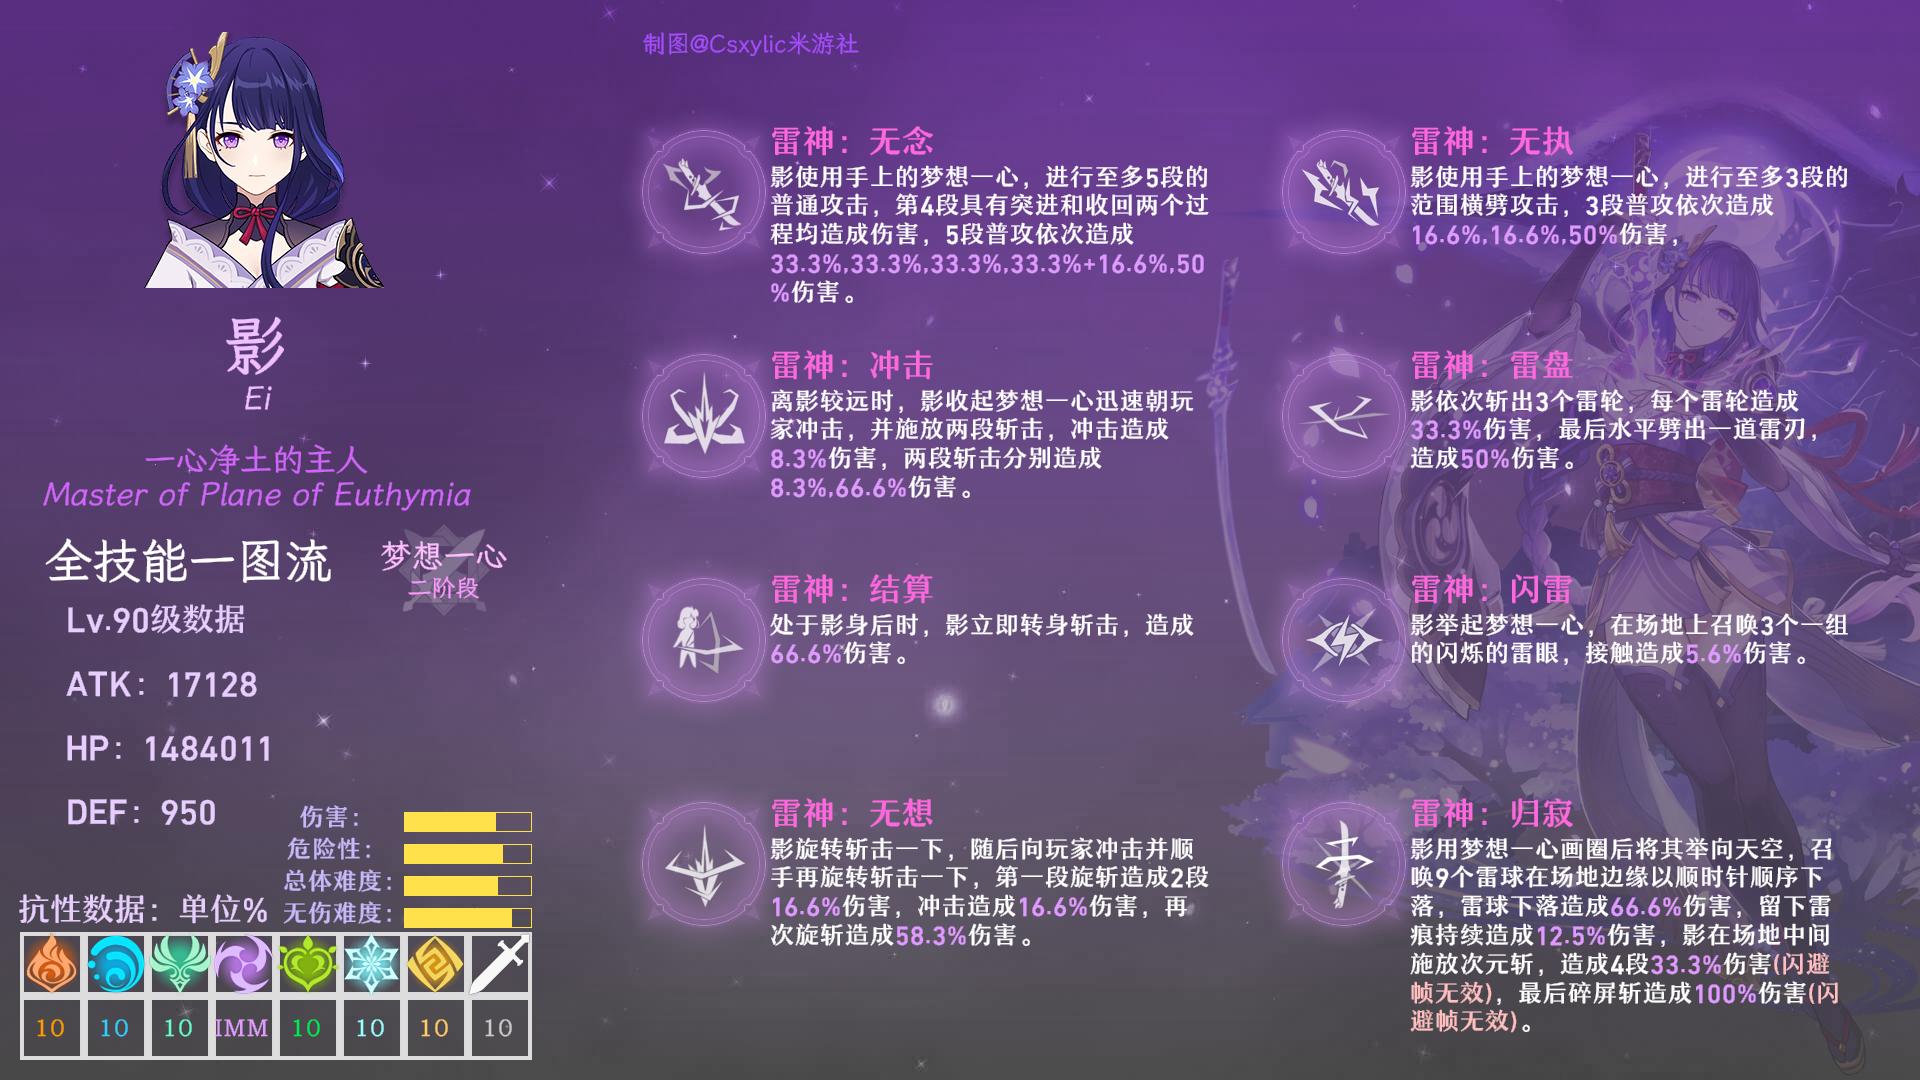 制图@Csxylic米游社
影
Ei
一心净土的主人
Master of Plane of Euthymia
全技能一图流
梦想一心
二阶段
Lv.90级数据
ATK：17128
HP：1484011
DEF：950
伤害：
危险性：
总体难度：
无伤难度：
抗性数据：单位%
10 10 10 IMM 10 10 10 10
雷神：无念
影使用手上的梦想一心，进行至多5段的
普通攻击，第4段具有突进和收回两个过
程均造成伤害，5段普攻依次造成
33.3%,33.3%,33.3%,33.3%+16.6%,50
%伤害。
雷神：无执
影使用手上的梦想一心，进行至多3段的
范围横劈攻击，3段普攻依次造成
16.6%,16.6%,50%伤害，
雷神：冲击
离影较远时，影收起梦想一心迅速朝玩
家冲击，并施放两段斩击，冲击造成
8.3%伤害，两段斩击分别造成
8.3%,66.6%伤害。
雷神：雷盘
影依次斩出3个雷轮，每个雷轮造成
33.3%伤害，最后水平劈出一道雷刃，
造成50%伤害。
雷神：结算
处于影身后时，影立即转身斩击，造成
66.6%伤害。
雷神：闪雷
影举起梦想一心，在场地上召唤3个一组
的闪烁的雷眼，接触造成5.6%伤害。
雷神：无想
影旋转斩击一下，随后向玩家冲击并顺
手再旋转斩击一下，第一段旋斩造成2段
16.6%伤害，冲击造成16.6%伤害，再
次旋斩造成58.3%伤害。
雷神：归寂
影用梦想一心画圈后将其举向天空，召
唤9个雷球在场地边缘以顺时针顺序下
落，雷球下落造成66.6%伤害，留下雷
痕持续造成12.5%伤害，影在场地中间
施放次元斩，造成4段33.3%伤害(闪避
帧无效)，最后碎屏斩造成100%伤害(闪
避帧无效)。